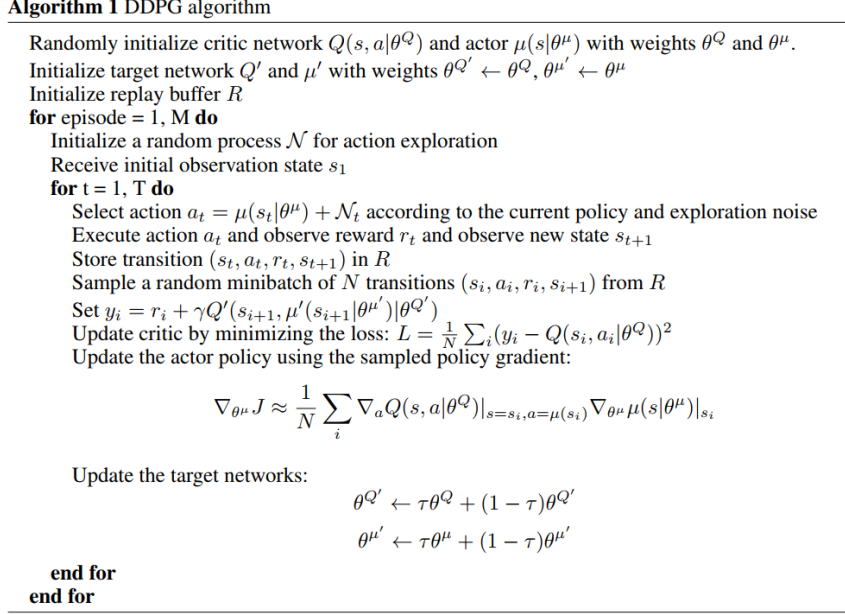 Algorithm 1 DDPG algorithm
Randomly initialize critic network Q(s, a|θ^Q) and actor μ(s|θ^μ) with weights θ^Q and θ^μ.
Initialize target network Q′ and μ′ with weights θ^{Q′} ← θ^Q, θ^{μ′} ← θ^μ
Initialize replay buffer R
for episode = 1, M do
Initialize a random process 𝒩 for action exploration
Receive initial observation state s_1
for t = 1, T do
Select action a_t = μ(s_t|θ^μ) + 𝒩_t according to the current policy and exploration noise
Execute action a_t and observe reward r_t and observe new state s_{t+1}
Store transition (s_t, a_t, r_t, s_{t+1}) in R
Sample a random minibatch of N transitions (s_i, a_i, r_i, s_{i+1}) from R
Set y_i = r_i + γQ′(s_{i+1}, μ′(s_{i+1}|θ^{μ′})|θ^{Q′})
Update critic by minimizing the loss: L = 1/N ∑_i(y_i − Q(s_i, a_i|θ^Q))^2
Update the actor policy using the sampled policy gradient:
∇_{θ^μ} J ≈ 1/N ∑_i ∇_a Q(s, a|θ^Q)|_{s=s_i,a=μ(s_i)} ∇_{θ^μ} μ(s|θ^μ)|_{s_i}
Update the target networks:
θ^{Q′} ← τθ^Q + (1 − τ)θ^{Q′}
θ^{μ′} ← τθ^μ + (1 − τ)θ^{μ′}
end for
end for